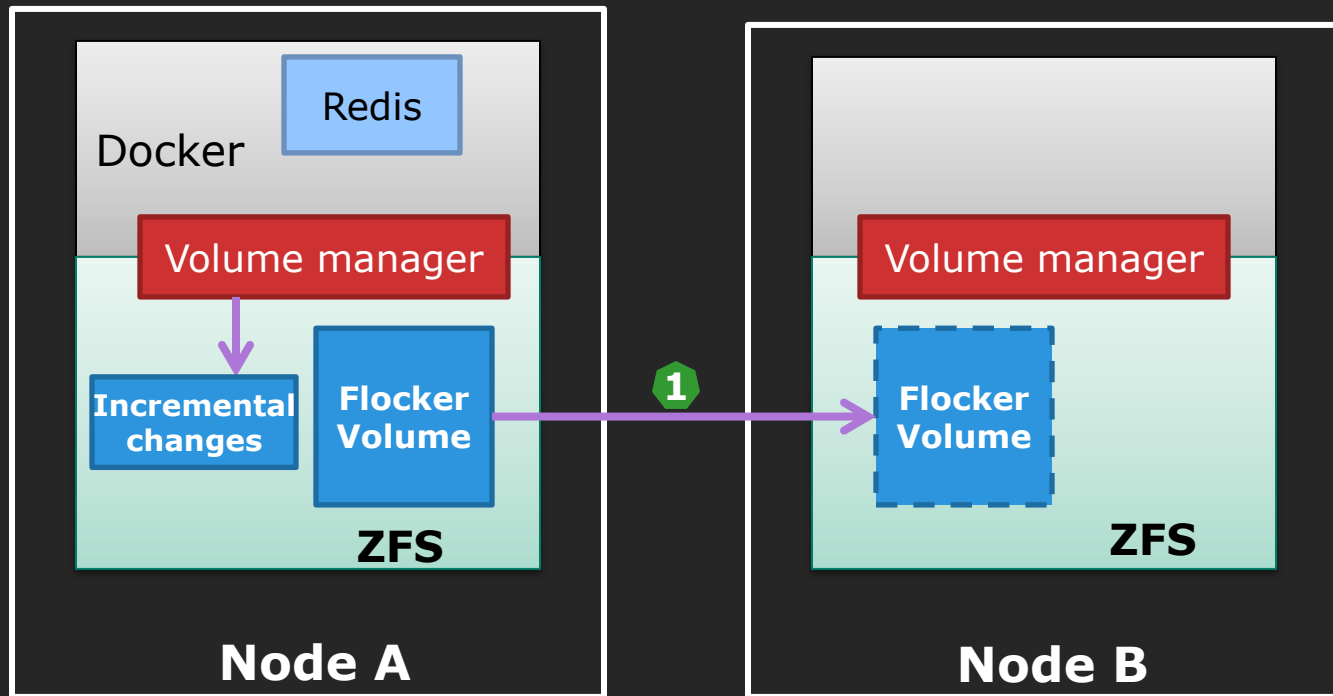 Redis
Docker
Volume manager
Incremental
changes
Flocker
Volume
ZFS
Node A
1
Volume manager
Flocker
Volume
ZFS
Node B